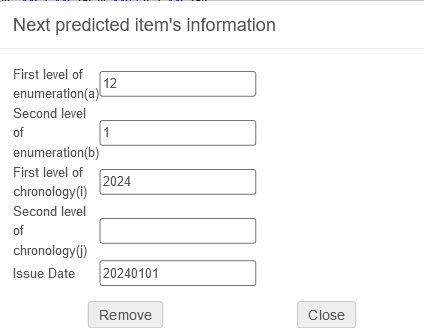 Next predicted item's information
First level of
enumeration(a)
12
Second level
of
enumeration(b)
1
First level of
chronology(i)
2024
Second level
of
chronology(j)
Issue Date
20240101
Remove
Close